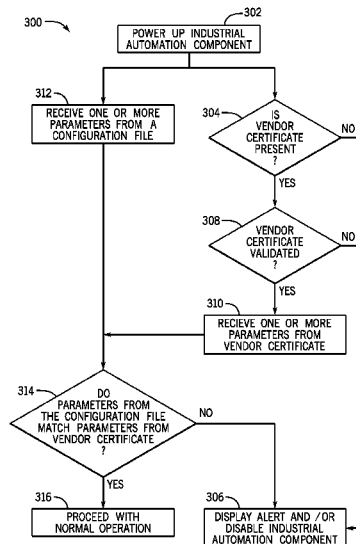 300
302
POWER UP INDUSTRIAL
AUTOMATION COMPONENT
312
RECEIVE ONE OR MORE
PARAMETERS FROM A
CONFIGURATION FILE
304
IS
VENDOR
CERTIFICATE
PRESENT
?
NO
YES
308
VENDOR
CERTIFICATE
VALIDATED
?
NO
YES
310
RECIEVE ONE OR MORE
PARAMETERS FROM
VENDOR CERTIFICATE
314
DO
PARAMETERS FROM
THE CONFIGURATION FILE
MATCH PARAMETERS FROM
VENDOR CERTIFICATE
?
NO
YES
316
PROCEED WITH
NORMAL OPERATION
306
DISPLAY ALERT AND / OR
DISABLE INDUSTRIAL
AUTOMATION COMPONENT